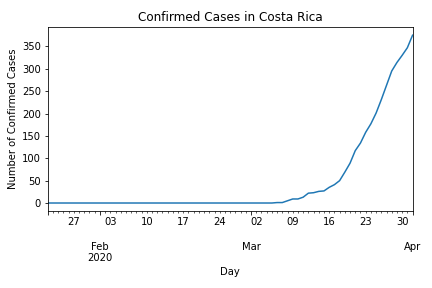 Confirmed Cases in Costa Rica
Number of Confirmed Cases
350
300
250
200
150
100
50
0
27 03 10 17 24 02 09 16 23 30
Feb Mar Apr
2020
Day